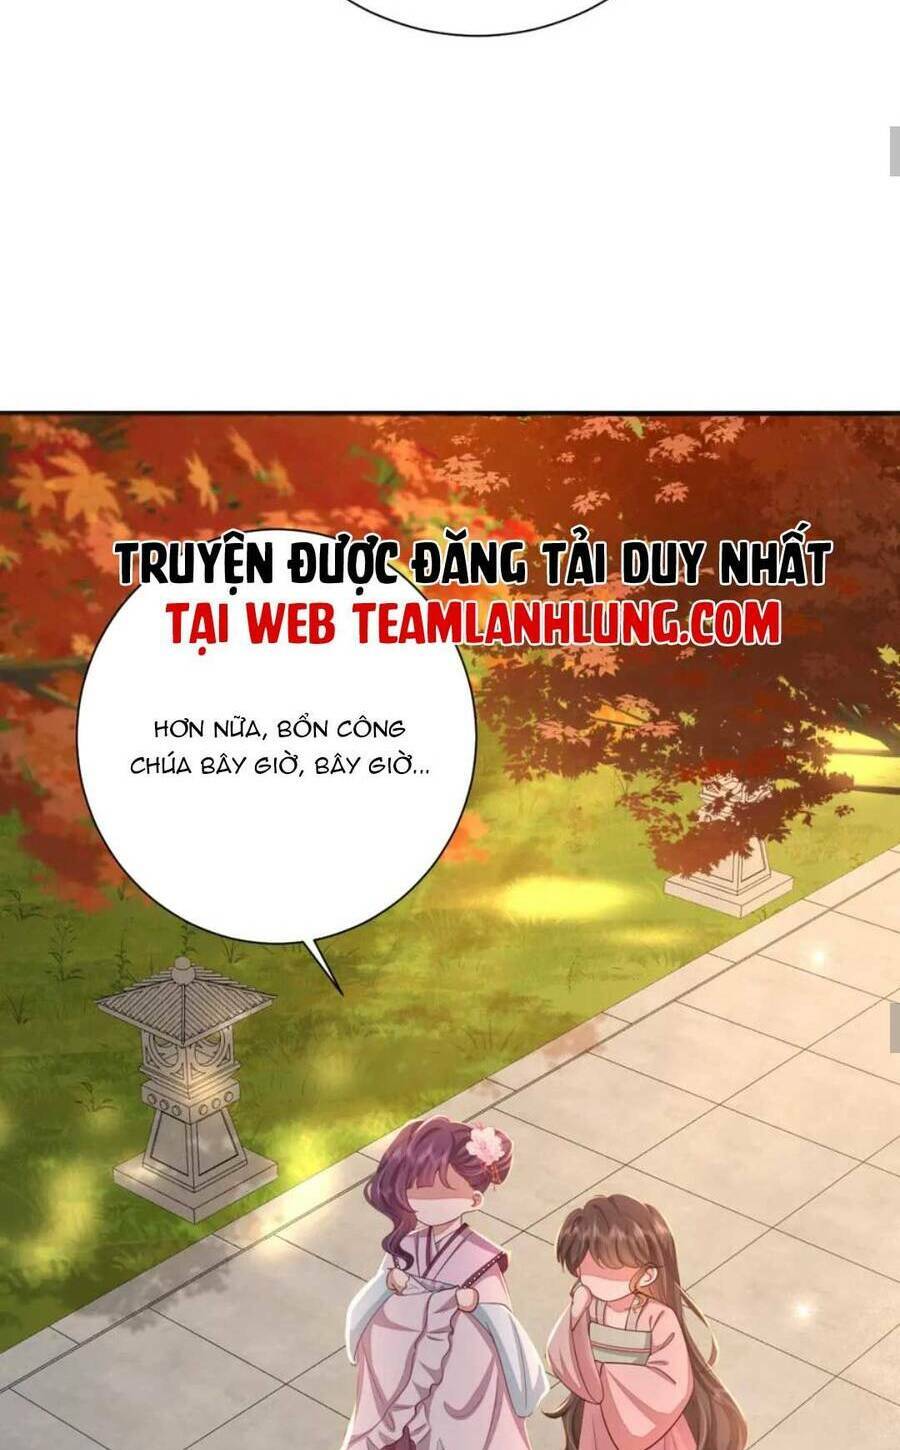 TRUYỆN ĐƯỢC ĐĂNG TẢI DUY NHẤT
TẠI WEB TEAMLANHLUNG.COM
HƠN NỮA, BỔN CÔNG
CHÚA BÂY GIỜ, BÂY GIỜ...